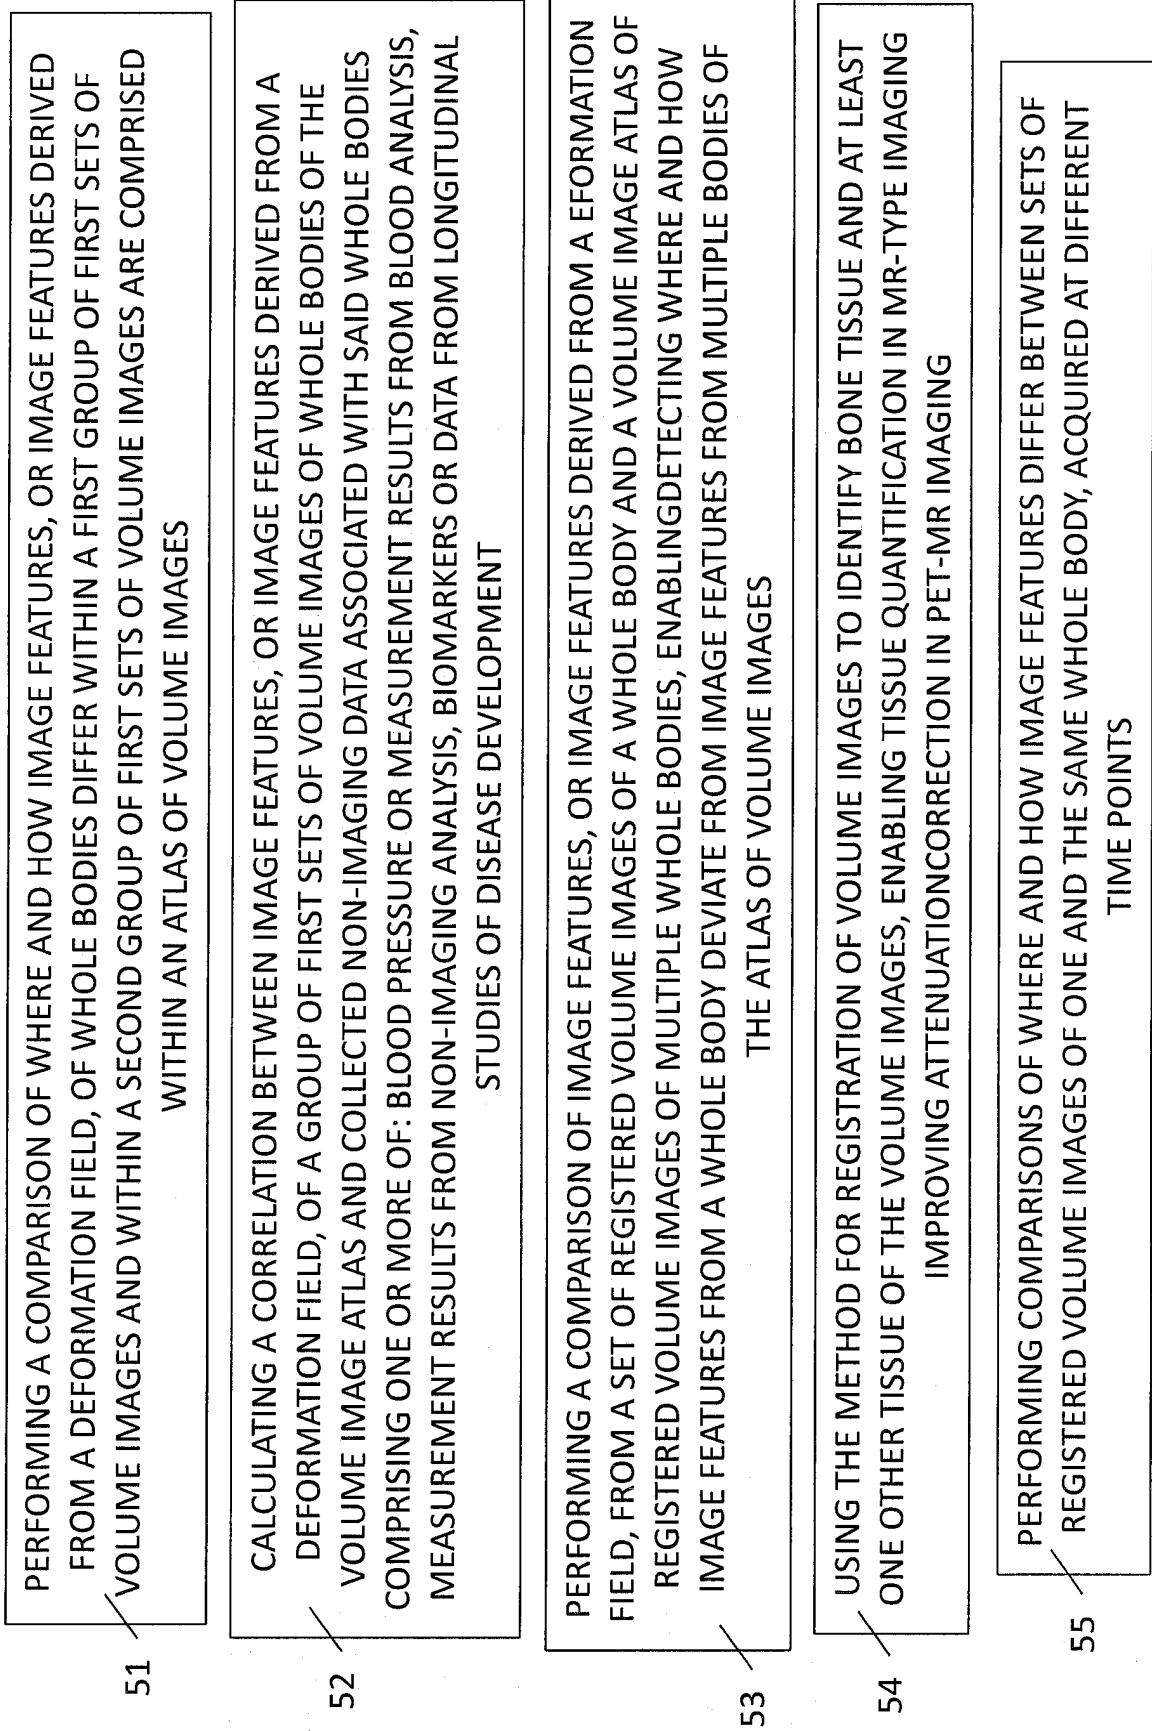 PERFORMING A COMPARISON OF WHERE AND HOW IMAGE FEATURES, OR IMAGE FEATURES DERIVED
FROM A DEFORMATION FIELD, OF WHOLE BODIES DIFFER WITHIN A FIRST GROUP OF FIRST SETS OF
VOLUME IMAGES AND WITHIN A SECOND GROUP OF FIRST SETS OF VOLUME IMAGES ARE COMPRISED
WITHIN AN ATLAS OF VOLUME IMAGES
51
CALCULATING A CORRELATION BETWEEN IMAGE FEATURES, OR IMAGE FEATURES DERIVED FROM A
DEFORMATION FIELD, OF A GROUP OF FIRST SETS OF VOLUME IMAGES OF WHOLE BODIES OF THE
VOLUME IMAGE ATLAS AND COLLECTED NON-IMAGING DATA ASSOCIATED WITH SAID WHOLE BODIES
COMPRISING ONE OR MORE OF: BLOOD PRESSURE OR MEASUREMENT RESULTS FROM BLOOD ANALYSIS,
MEASUREMENT RESULTS FROM NON-IMAGING ANALYSIS, BIOMARKERS OR DATA FROM LONGITUDINAL
STUDIES OF DISEASE DEVELOPMENT
52
PERFORMING A COMPARISON OF IMAGE FEATURES, OR IMAGE FEATURES DERIVED FROM A EFORMATION
FIELD, FROM A SET OF REGISTERED VOLUME IMAGES OF A WHOLE BODY AND A VOLUME IMAGE ATLAS OF
REGISTERED VOLUME IMAGES OF MULTIPLE WHOLE BODIES, ENABLINGDETECTING WHERE AND HOW
IMAGE FEATURES FROM A WHOLE BODY DEVIATE FROM IMAGE FEATURES FROM MULTIPLE BODIES OF
THE ATLAS OF VOLUME IMAGES
53
USING THE METHOD FOR REGISTRATION OF VOLUME IMAGES TO IDENTIFY BONE TISSUE AND AT LEAST
ONE OTHER TISSUE OF THE VOLUME IMAGES, ENABLING TISSUE QUANTIFICATION IN MR-TYPE IMAGING
IMPROVING ATTENUATIONCORRECTION IN PET-MR IMAGING
54
PERFORMING COMPARISONS OF WHERE AND HOW IMAGE FEATURES DIFFER BETWEEN SETS OF
REGISTERED VOLUME IMAGES OF ONE AND THE SAME WHOLE BODY, ACQUIRED AT DIFFERENT
TIME POINTS
55